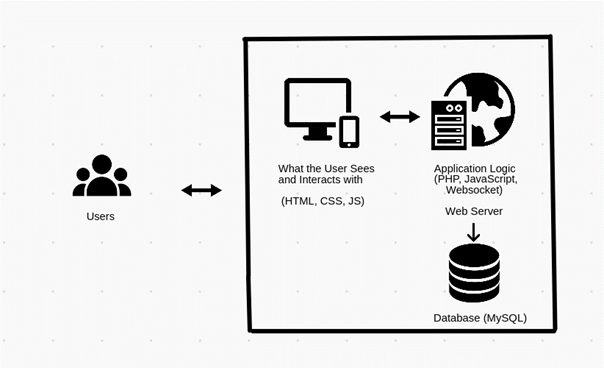 Users
What the User Sees
and Interacts with
(HTML, CSS, JS)
Application Logic
(PHP, JavaScript,
Websocket)
Web Server
Database (MySQL)